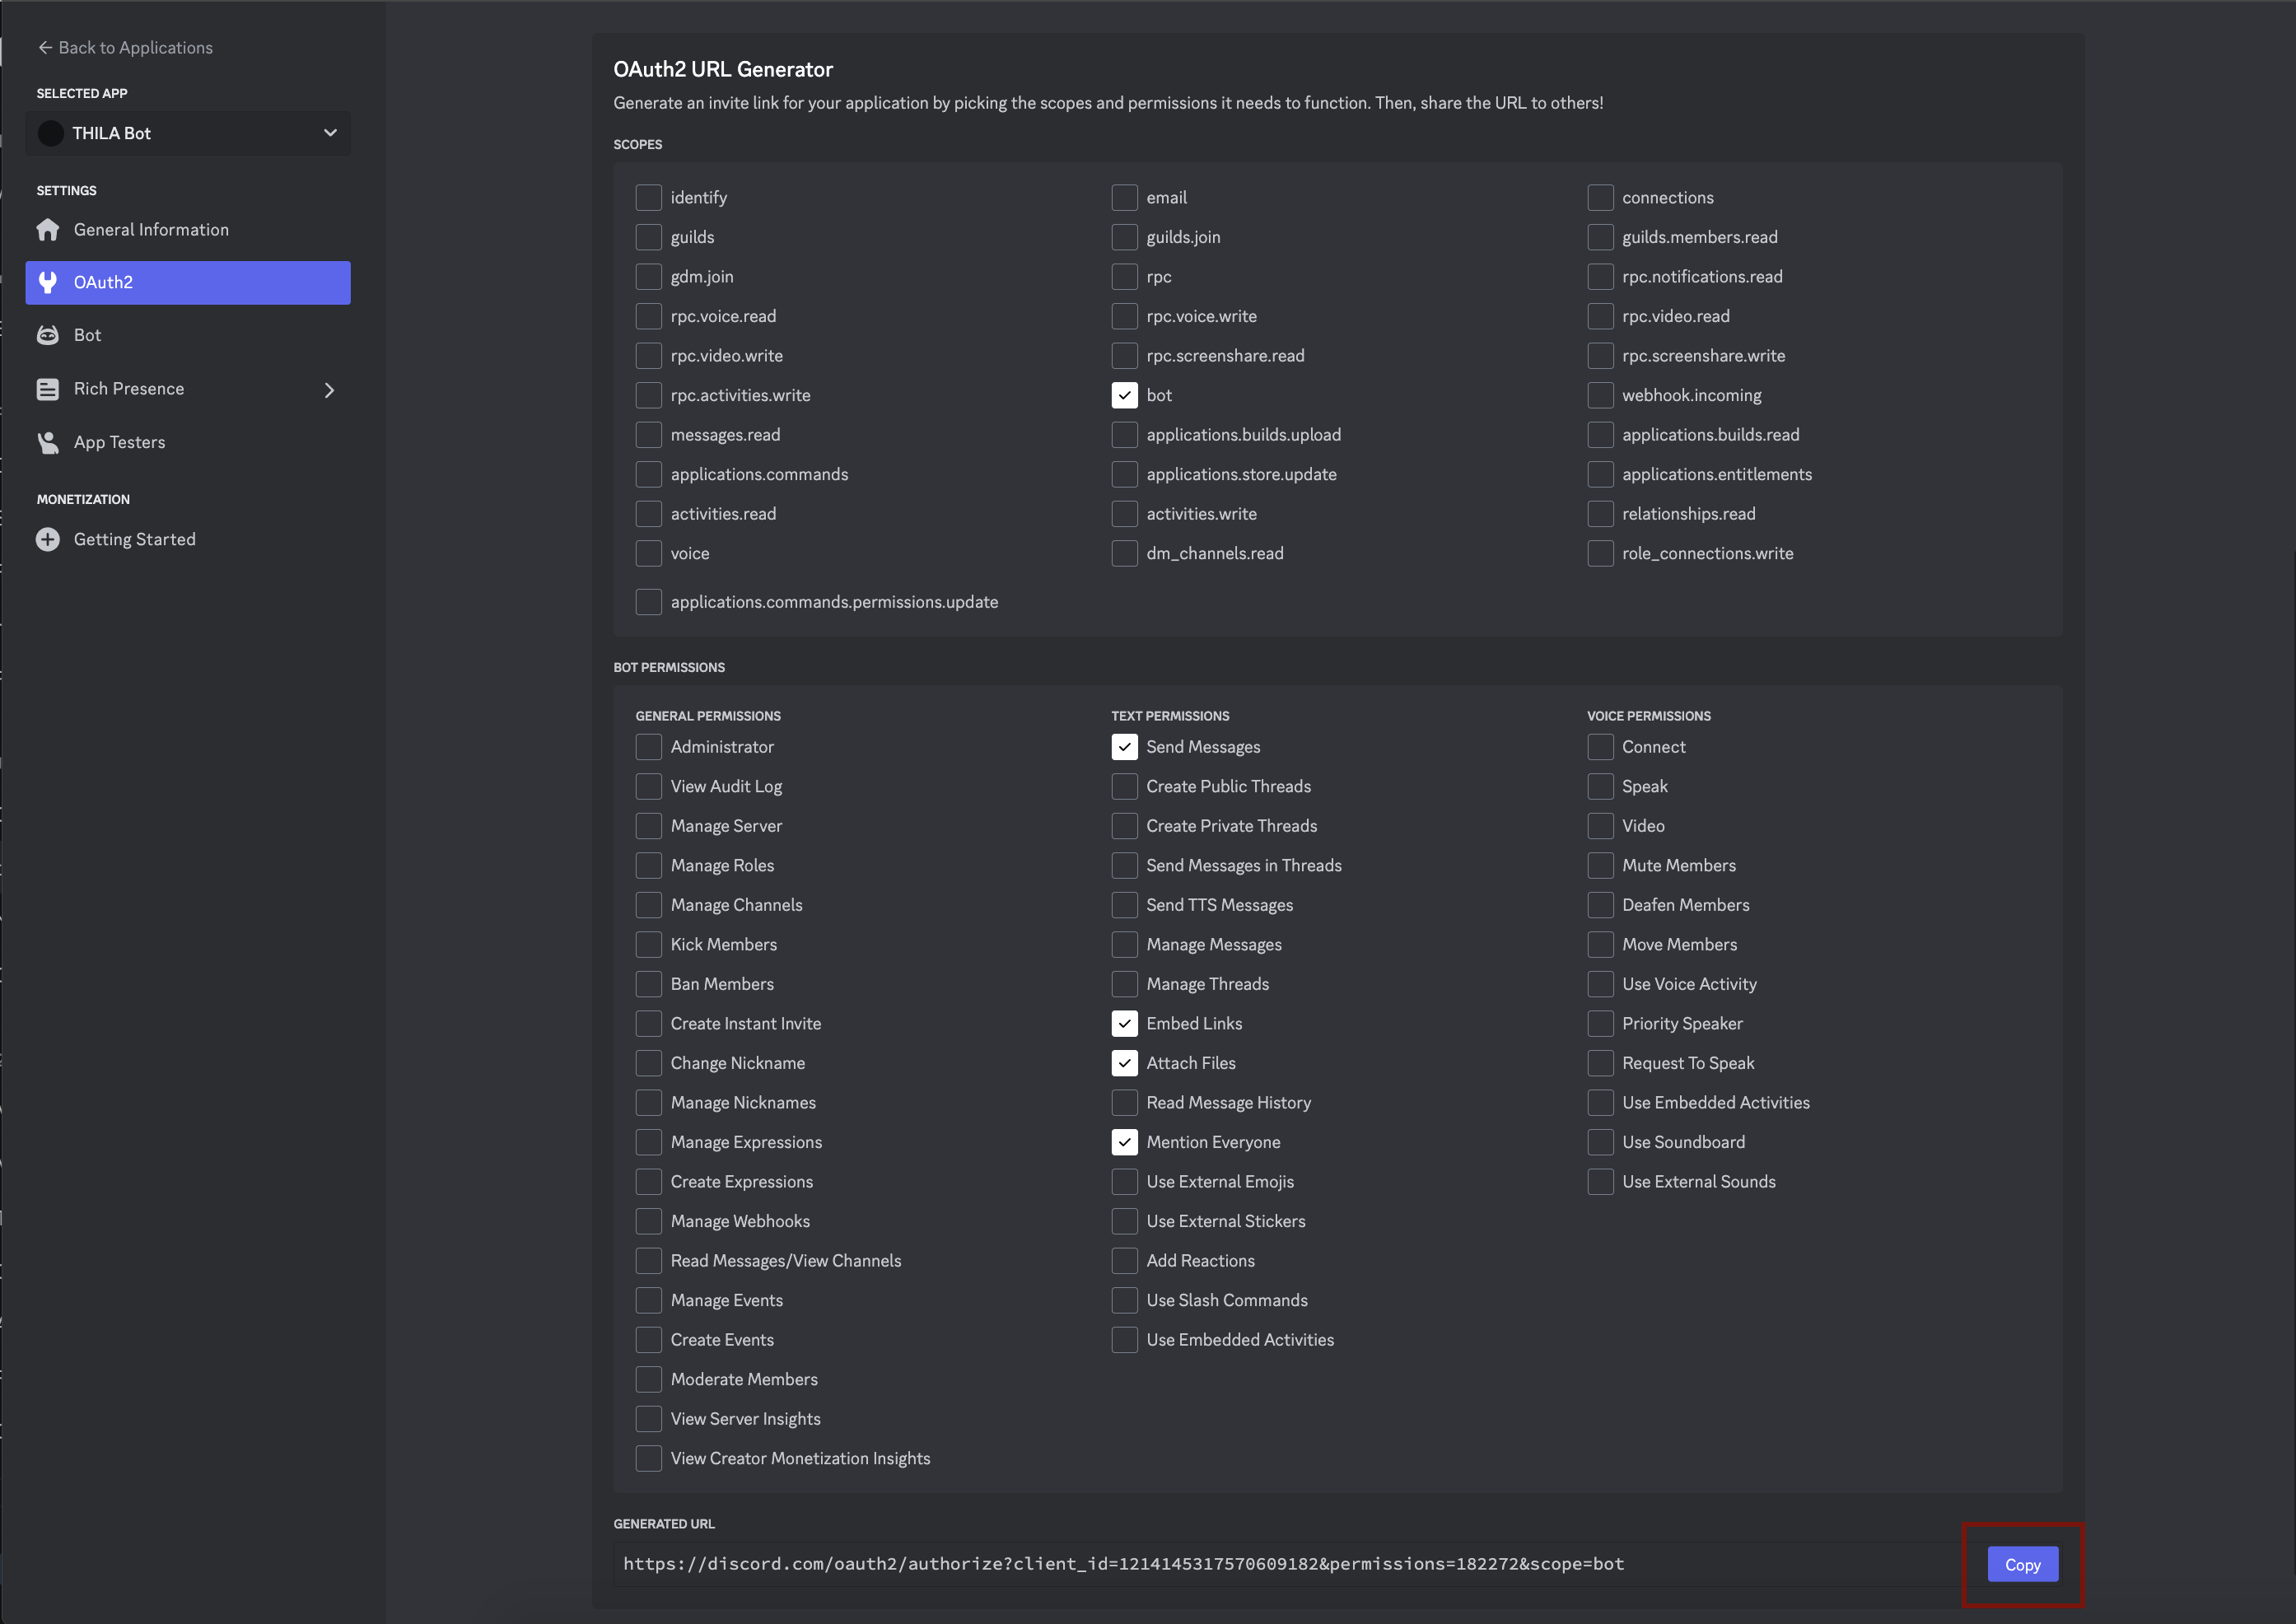 Back to Applications
SELECTED APP
THILA Bot
SETTINGS
General Information
OAuth2
Bot
Rich Presence
App Testers
MONETIZATION
Getting Started
OAuth2 URL Generator
Generate an invite link for your application by picking the scopes and permissions it needs to function. Then, share the URL to others!
SCOPES
identify
email
connections
guilds
guilds.join
guilds.members.read
gdm.join
rpc
rpc.notifications.read
rpc.voice.read
rpc.voice.write
rpc.video.read
rpc.video.write
rpc.screenshare.read
rpc.screenshare.write
rpc.activities.write
bot
webhook.incoming
messages.read
applications.builds.upload
applications.builds.read
applications.commands
applications.store.update
applications.entitlements
activities.read
activities.write
relationships.read
voice
dm_channels.read
role_connections.write
applications.commands.permissions.update
BOT PERMISSIONS
GENERAL PERMISSIONS
Administrator
View Audit Log
Manage Server
Manage Roles
Manage Channels
Kick Members
Ban Members
Create Instant Invite
Change Nickname
Manage Nicknames
Manage Expressions
Create Expressions
Manage Webhooks
Read Messages/View Channels
Manage Events
Create Events
Moderate Members
View Server Insights
View Creator Monetization Insights
TEXT PERMISSIONS
Send Messages
Create Public Threads
Create Private Threads
Send Messages in Threads
Send TTS Messages
Manage Messages
Manage Threads
Embed Links
Attach Files
Read Message History
Mention Everyone
Use External Emojis
Use External Stickers
Add Reactions
Use Slash Commands
Use Embedded Activities
VOICE PERMISSIONS
Connect
Speak
Video
Mute Members
Deafen Members
Move Members
Use Voice Activity
Priority Speaker
Request To Speak
Use Embedded Activities
Use Soundboard
Use External Sounds
GENERATED URL
https://discord.com/oauth2/authorize?client_id=1214145317570609182&permissions=182272&scope=bot
Copy